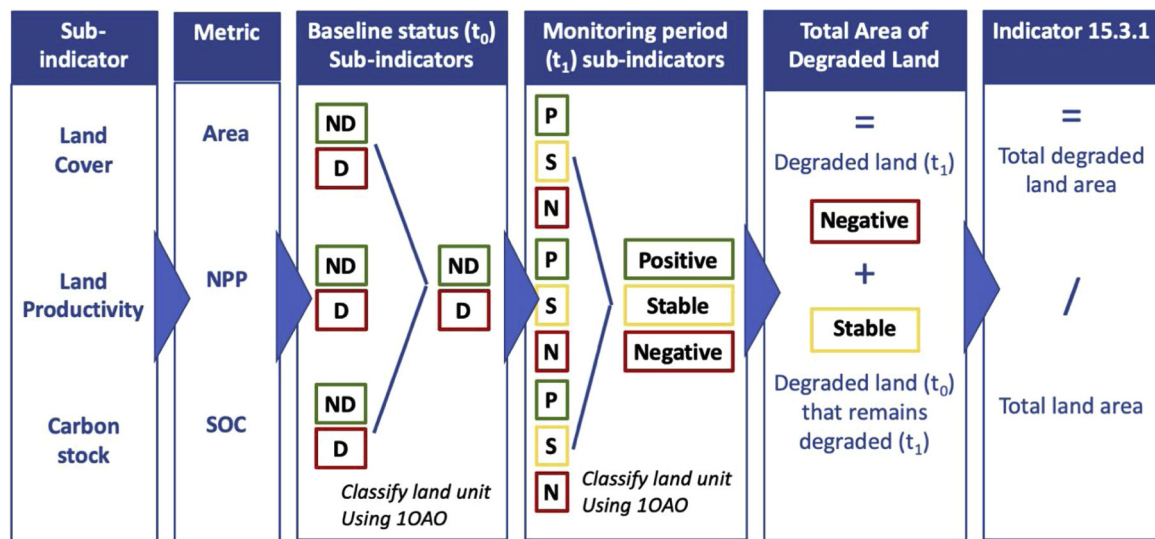 Sub-
indicator
Metric
Baseline status (t₀)
Sub-indicators
Monitoring period
(t₁) sub-indicators
Total Area of
Degraded Land
Indicator 15.3.1
Land
Cover
Land
Productivity
Carbon
stock
Area
NPP
SOC
ND
D
ND
D
ND
D
ND
D
Classify land unit
Using 1OAO
P
S
N
P
S
N
P
S
N
Positive
Stable
Negative
Classify land unit
Using 1OAO
=
Degraded land (t₁)
Negative
+
Stable
Degraded land (t₀)
that remains
degraded (t₁)
=
Total degraded
land area
/
Total land area